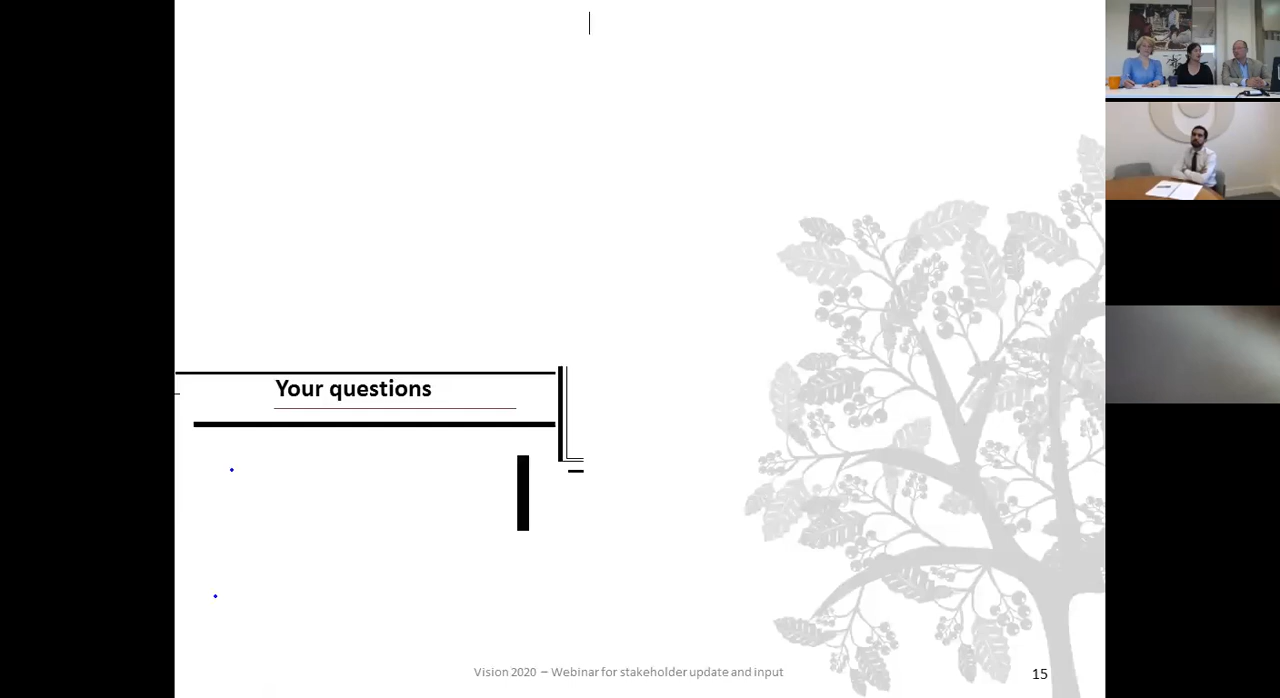 Your questions
Vision 2020 – Webinar for stakeholder update and input
15